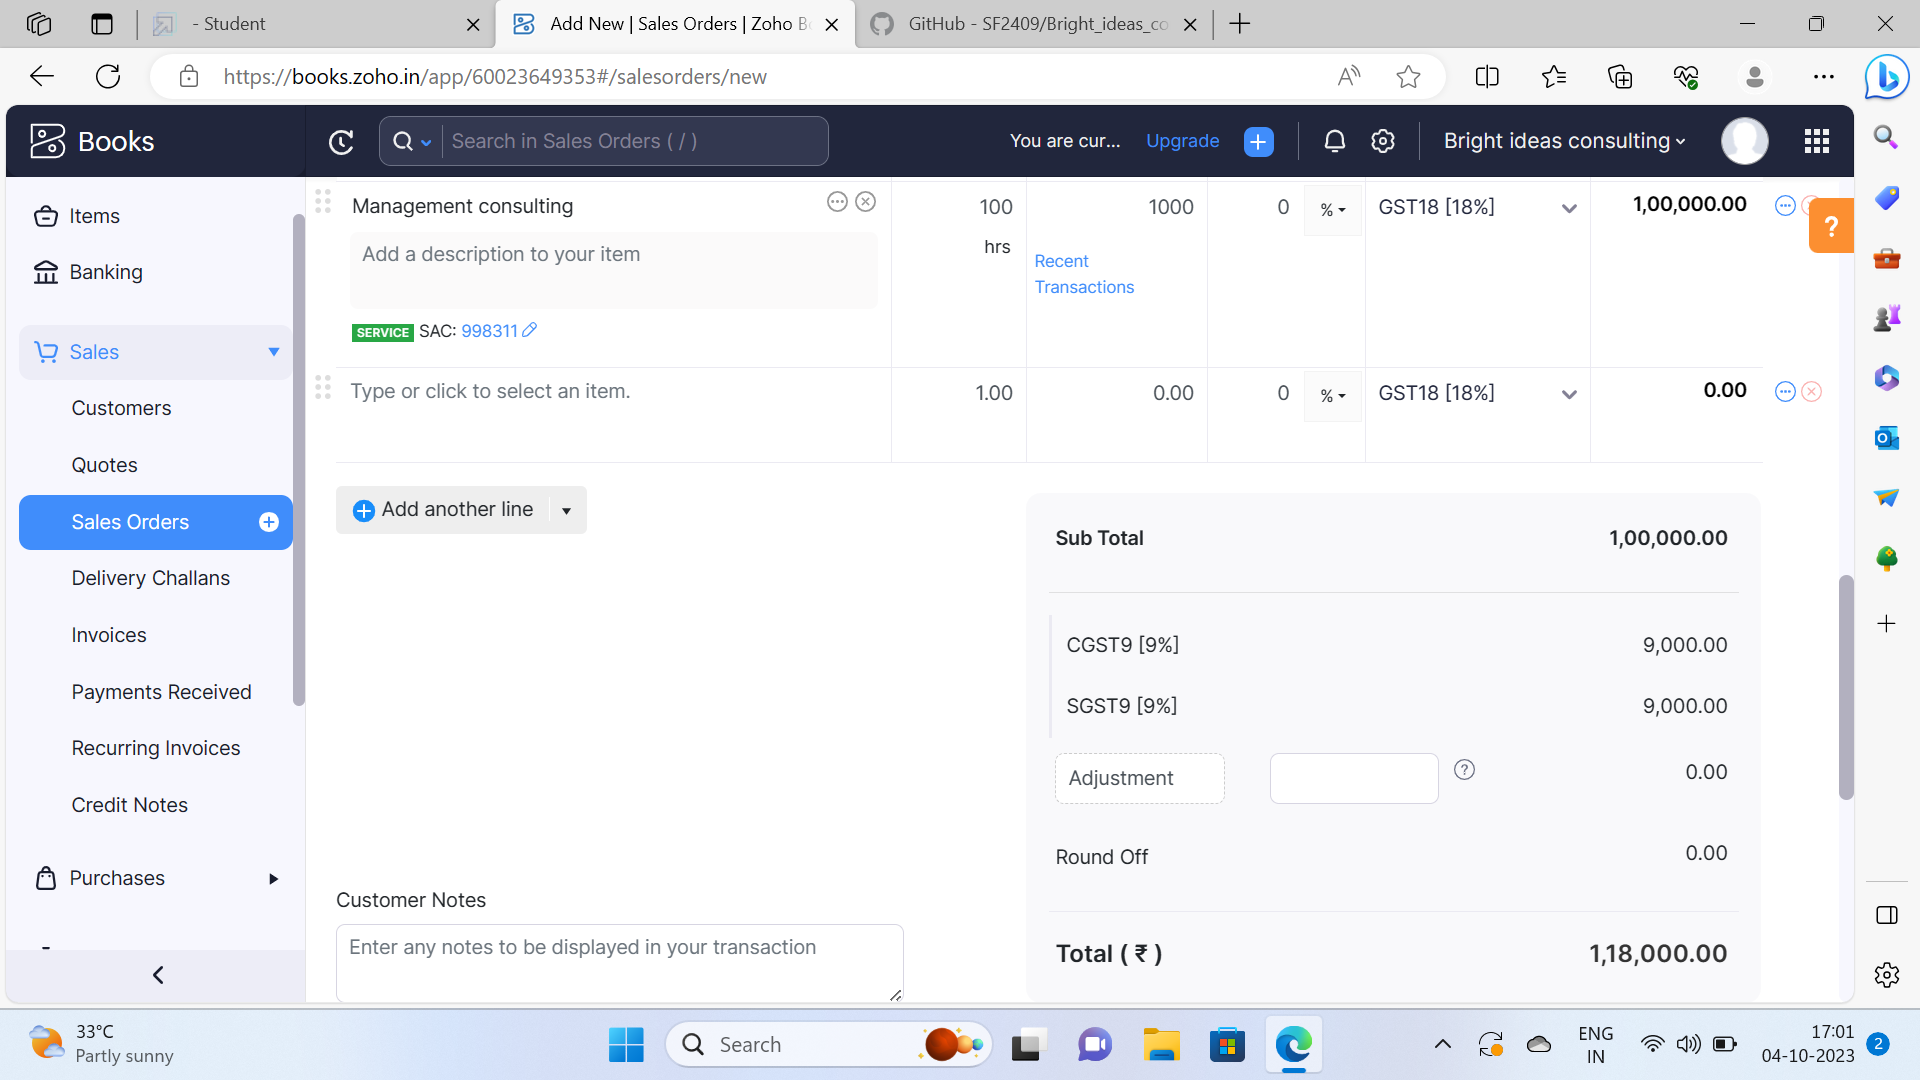 - Student
Add New | Sales Orders | Zoho B
GitHub - SF2409/Bright_ideas_co
https://books.zoho.in/app/60023649353#/salesorders/new
Books
Search in Sales Orders ( / )
You are cur...
Upgrade
Bright ideas consulting
Items
Banking
Sales
Customers
Quotes
Sales Orders
Delivery Challans
Invoices
Payments Received
Recurring Invoices
Credit Notes
Purchases
Management consulting
100
1000
0
%
GST18 [18%]
1,00,000.00
?
hrs
Add a description to your item
Recent
Transactions
SERVICE SAC: 998311
Type or click to select an item.
1.00
0.00
0
%
GST18 [18%]
0.00
Add another line
Sub Total
1,00,000.00
CGST9 [9%]
9,000.00
SGST9 [9%]
9,000.00
Adjustment
?
0.00
Round Off
0.00
Customer Notes
Enter any notes to be displayed in your transaction
Total ( ₹ )
1,18,000.00
33°C
Partly sunny
Search
ENG
IN
17:01
04-10-2023
2